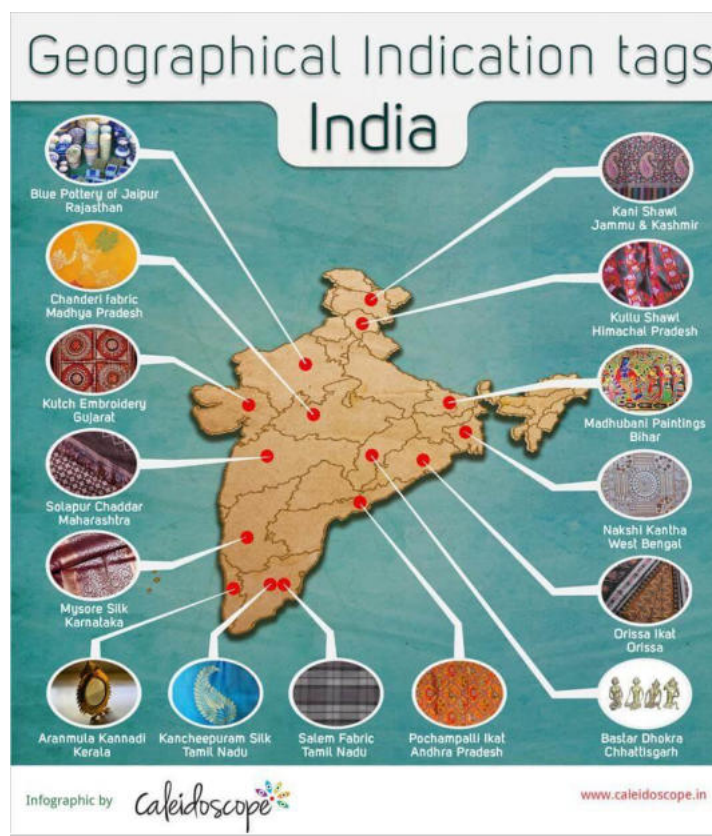 Geographical Indication tags
India
Blue Pottery of Jaipur
Rajasthan
Chanderi fabric
Madhya Pradesh
Kutch Embroidery
Gujarat
Solapur Chaddar
Maharashtra
Mysore Silk
Karnataka
Kani Shawl
Jammu & Kashmir
Kullu Shawl
Himachal Pradesh
Madhubani Paintings
Bihar
Nakshi Kantha
West Bengal
Orissa Ikat
Orissa
Aranmula Kannadi
Kerala
Kancheepuram Silk
Tamil Nadu
Salem Fabric
Tamil Nadu
Pochampalli Ikat
Andhra Pradesh
Bastar Dhokra
Chhattisgarh
Infographic by Caleidoscope
www.caleidoscope.in